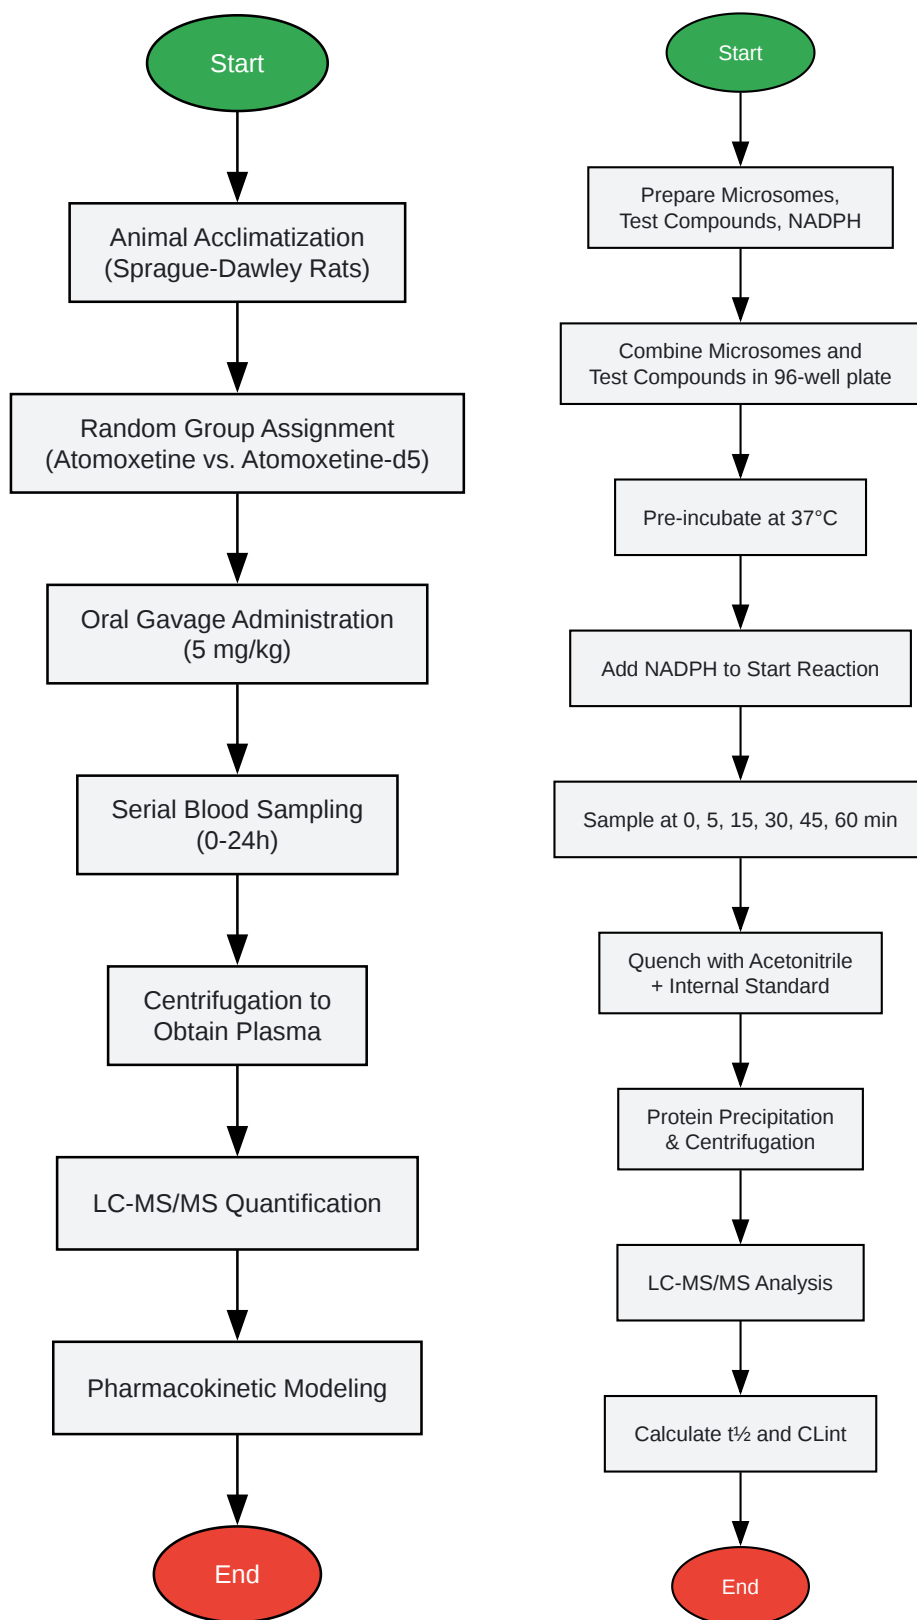 Start
Animal Acclimatization
(Sprague-Dawley Rats)
Random Group Assignment
(Atomoxetine vs. Atomoxetine-d5)
Oral Gavage Administration
(5 mg/kg)
Serial Blood Sampling
(0-24h)
Centrifugation to
Obtain Plasma
LC-MS/MS Quantification
Pharmacokinetic Modeling
End
Start
Prepare Microsomes,
Test Compounds, NADPH
Combine Microsomes and
Test Compounds in 96-well plate
Pre-incubate at 37°C
Add NADPH to Start Reaction
Sample at 0, 5, 15, 30, 45, 60 min
Quench with Acetonitrile
+ Internal Standard
Protein Precipitation
& Centrifugation
LC-MS/MS Analysis
Calculate t½ and CLint
End